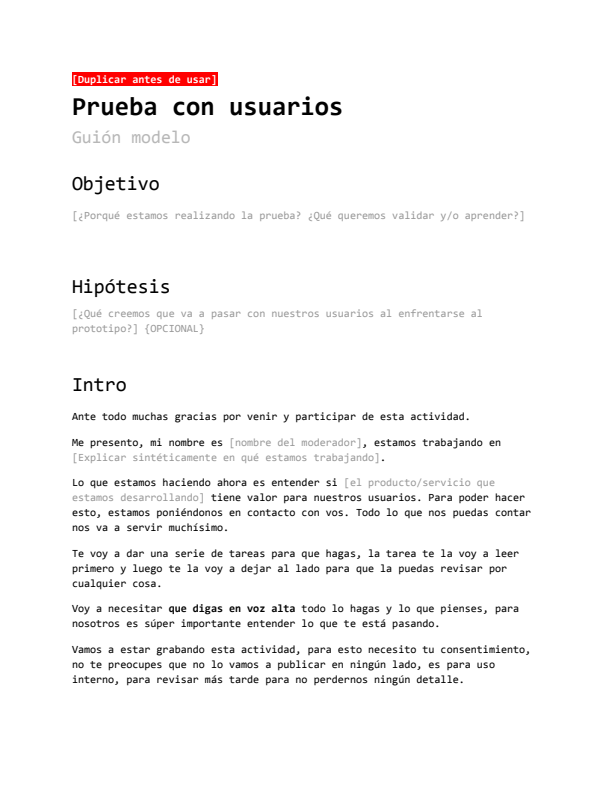 [Duplicar antes de usar]
Prueba con usuarios
Guión modelo
Objetivo
[¿Porqué estamos realizando la prueba? ¿Qué queremos validar y/o aprender?]
Hipótesis
[¿Qué creemos que va a pasar con nuestros usuarios al enfrentarse al
prototipo?] {OPCIONAL}
Intro
Ante todo muchas gracias por venir y participar de esta actividad.
Me presento, mi nombre es [nombre del moderador], estamos trabajando en
[Explicar sintéticamente en qué estamos trabajando].
Lo que estamos haciendo ahora es entender si [el producto/servicio que
estamos desarrollando] tiene valor para nuestros usuarios. Para poder hacer
esto, estamos poniéndonos en contacto con vos. Todo lo que nos puedas contar
nos va a servir muchísimo.
Te voy a dar una serie de tareas para que hagas, la tarea te la voy a leer
primero y luego te la voy a dejar al lado para que la puedas revisar por
cualquier cosa.
Voy a necesitar que digas en voz alta todo lo hagas y lo que pienses, para
nosotros es súper importante entender lo que te está pasando.
Vamos a estar grabando esta actividad, para esto necesito tu consentimiento,
no te preocupes que no lo vamos a publicar en ningún lado, es para uso
interno, para revisar más tarde para no perdernos ningún detalle.